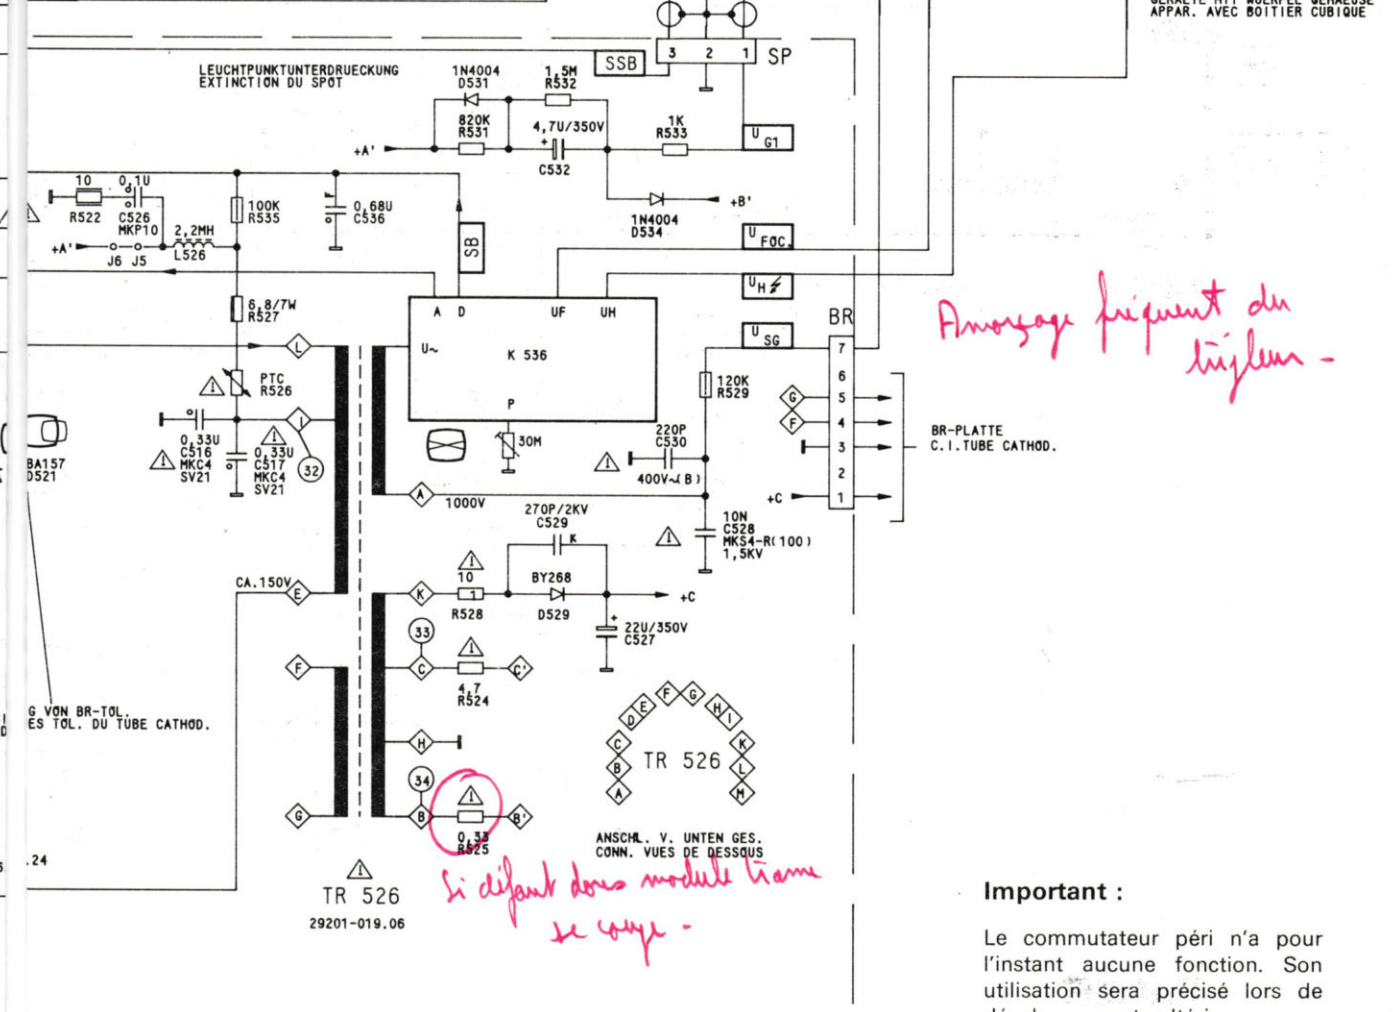 GERAETE MIT WUERFEL GEHAEUSE
APPAR. AVEC BOITIER CUBIQUE
3 2 1 SP
SSB
LEUCHTPUNKTUNTERDRUECKUNG
EXTINCTION DU SPOT
1N4004
D531
1,5M
R532
820K
R531
4,7U/350V
+
C532
1K
R533
U G1
+A'
1N4004
D534
+B'
10
R522
0,1U
C526
MKP10
100K
R535
F
0,68U
C536
+A'
J6 J5
2,2MH
L526
SB
U FOC.
U H
U SG
6,8/7W
R527
A D UF UH
U~
K 536
P
30M
BR
7
6
5
4
3
2
1
G
F
+C
BR-PLATTE
C.I.TUBE CATHOD.
Amorçage fréquent du
trigleur -
L
PTC
R526
I
32
0,33U
C516
MKC4
SV21
0,33U
C517
MKC4
SV21
BA157
D521
120K
R529
220P
C530
400V~(B)
A
1000V
10N
C528
MKS4-R(100)
1,5KV
270P/2KV
C529
K
CA.150V
E
K
10
R528
BY268
D529
+C
+
22U/350V
C527
33
F
C
4,7
R524
C'
H
34
G
B
0,33
R525
B'
G VON BR-TOL.
ES TOL. DU TUBE CATHOD.
A B C D E F G H I K L M
TR 526
ANSCHL. V. UNTEN GES.
CONN. VUES DE DESSOUS
.24
TR 526
29201-019.06
Si défaut dans module trame
se coupe -
Important :
Le commutateur péri n'a pour
l'instant aucune fonction. Son
utilisation sera précisé lors de